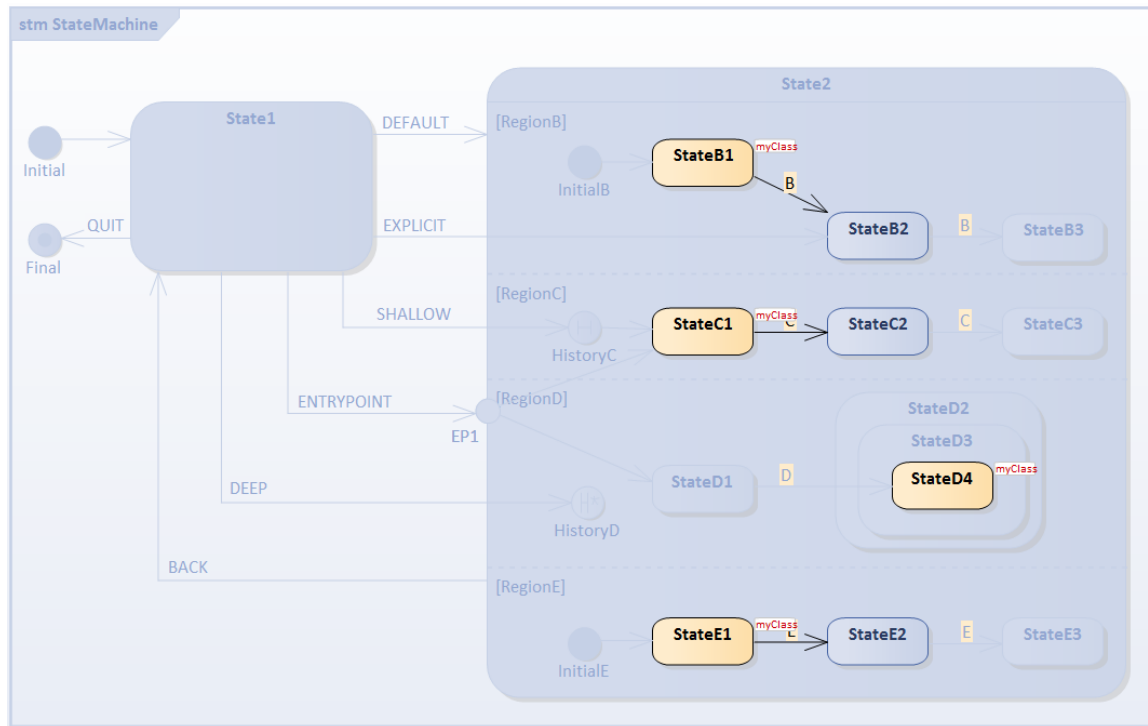 stm StateMachine
State2
State1
DEFAULT
[RegionB]
StateB1
myClass
Initial
InitialB
B
QUIT
EXPLICIT
StateB2
B
StateB3
Final
[RegionC]
SHALLOW
StateC1
myClass
C
StateC2
C
StateC3
HistoryC
ENTRYPOINT
[RegionD]
StateD2
EP1
StateD3
StateD1
D
StateD4
myClass
DEEP
HistoryD
BACK
[RegionE]
StateE1
myClass
E
StateE2
E
StateE3
InitialE